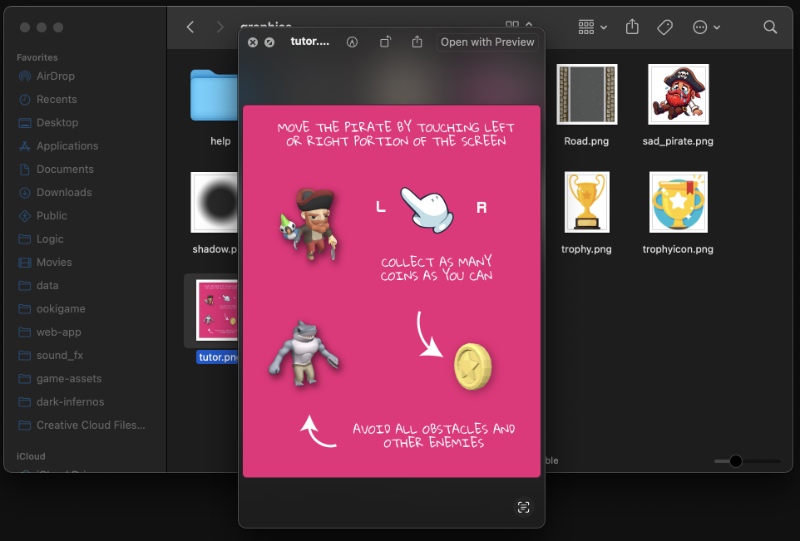 graphics
tutor....
Open with Preview
Favorites
AirDrop
Recents
Desktop
Applications
Documents
Downloads
Public
Logic
Movies
data
ookigame
web-app
sound_fx
game-assets
dark-infernos
Creative Cloud Files...
iCloud
help
Road.png
sad_pirate.png
shadow.p
trophy.png
trophyicon.png
tutor.pn
MOVE THE PIRATE BY TOUCHING LEFT
OR RIGHT PORTION OF THE SCREEN
L
R
COLLECT AS MANY
COINS AS YOU CAN
AVOID ALL OBSTACLES AND
OTHER ENEMIES